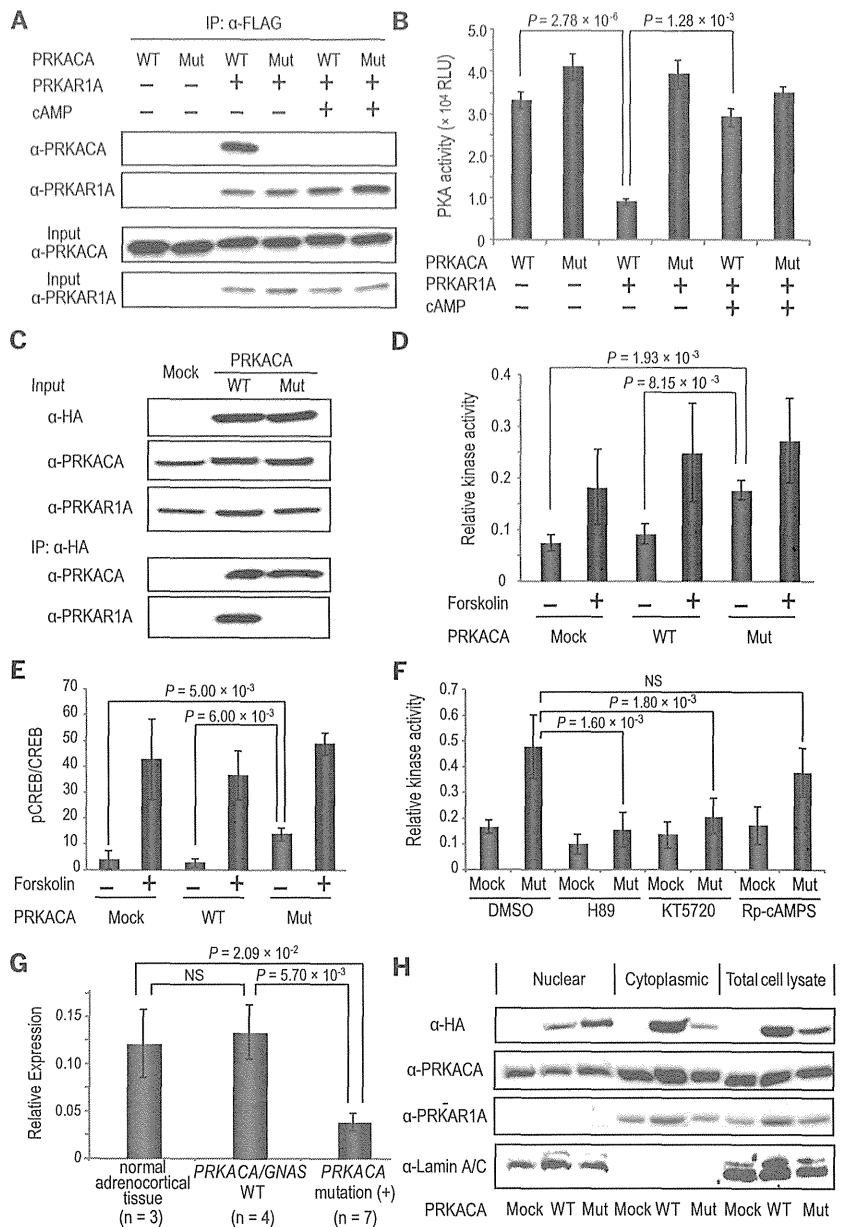 A
IP: α-FLAG
PRKACA WT Mut WT Mut WT Mut
PRKAR1A − − + + + +
cAMP − − − − + +
α-PRKACA
α-PRKAR1A
Input
α-PRKACA
Input
α-PRKAR1A
B
P = 2.78 × 10-6
P = 1.28 × 10-3
PKA activity (× 104 RLU)
5.0
4.0
3.0
2.0
1.0
0
PRKACA WT Mut WT Mut WT Mut
PRKAR1A − − + + + +
cAMP − − − − + +
C
PRKACA
Mock WT Mut
Input
α-HA
α-PRKACA
α-PRKAR1A
IP: α-HA
α-PRKACA
α-PRKAR1A
D
P = 1.93 × 10-3
P = 8.15 × 10-3
Relative kinase activity
0.4
0.3
0.2
0.1
0
Forskolin − + − + − +
PRKACA Mock WT Mut
E
P = 5.00 × 10-3
P = 6.00 × 10-3
pCREB/CREB
70
60
50
40
30
20
10
0
Forskolin − + − + − +
PRKACA Mock WT Mut
F
NS
P = 1.80 × 10-3
P = 1.60 × 10-3
Relative kinase activity
0.7
0.6
0.5
0.4
0.3
0.2
0.1
0
Mock Mut Mock Mut Mock Mut Mock Mut
DMSO H89 KT5720 Rp-cAMPS
G
P = 2.09 × 10-2
NS P = 5.70 × 10-3
Relative Expression
0.15
0.10
0.05
0
normal adrenocortical tissue (n = 3)
PRKACA/GNAS WT (n = 4)
PRKACA mutation (+) (n = 7)
H
Nuclear Cytoplasmic Total cell lysate
α-HA
α-PRKACA
α-PRKAR1A
α-Lamin A/C
PRKACA Mock WT Mut Mock WT Mut Mock WT Mut